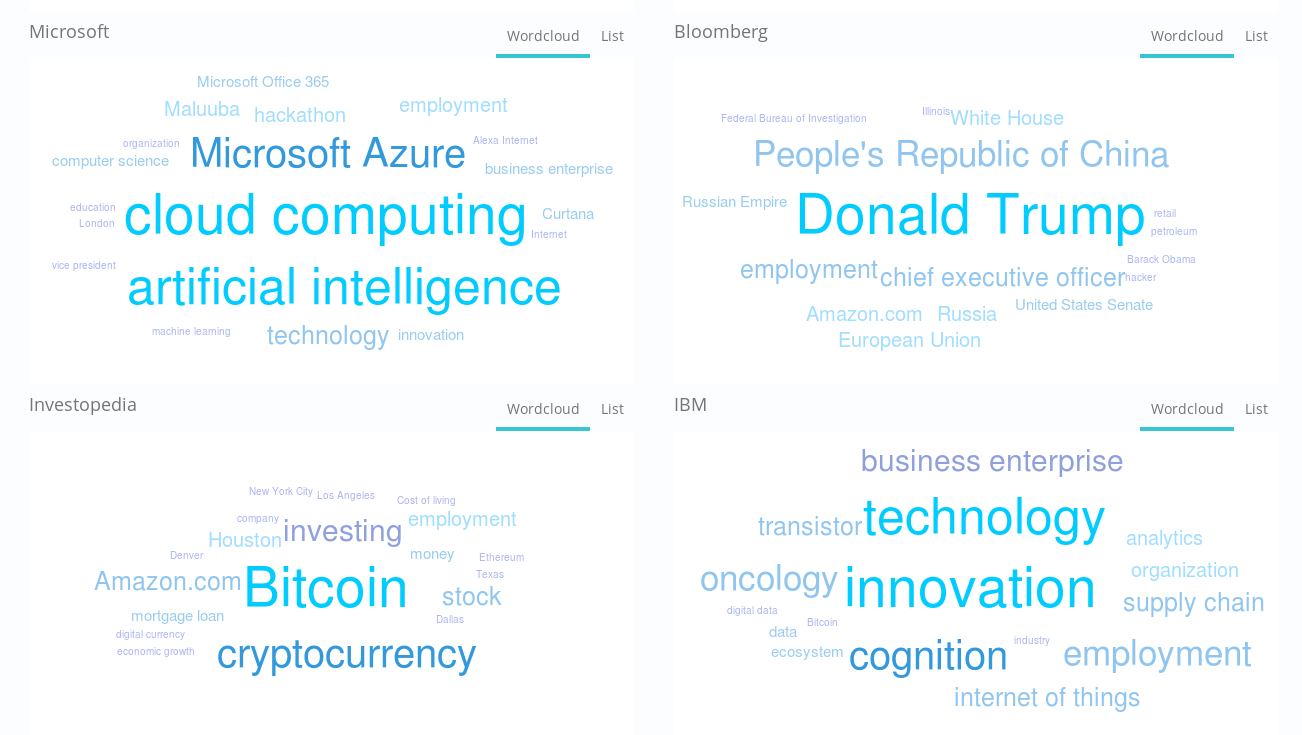 Microsoft
Wordcloud List
Microsoft Office 365
Maluuba hackathon employment
organization Microsoft Azure Alexa Internet
computer science business enterprise
education cloud computing Curtana
London Internet
vice president artificial intelligence
machine learning technology innovation
Bloomberg
Wordcloud List
Federal Bureau of Investigation Illinois White House
People's Republic of China
Russian Empire Donald Trump retail
petroleum
employment chief executive officer Barack Obama
hacker
Amazon.com Russia United States Senate
European Union
Investopedia
Wordcloud List
New York City Los Angeles Cost of living
company investing employment
Houston
Denver money Ethereum
Amazon.com Bitcoin Texas
stock
mortgage loan Dallas
digital currency
economic growth cryptocurrency
IBM
Wordcloud List
business enterprise
transistor technology analytics
oncology innovation organization
digital data supply chain
Bitcoin
data industry
ecosystem cognition employment
internet of things